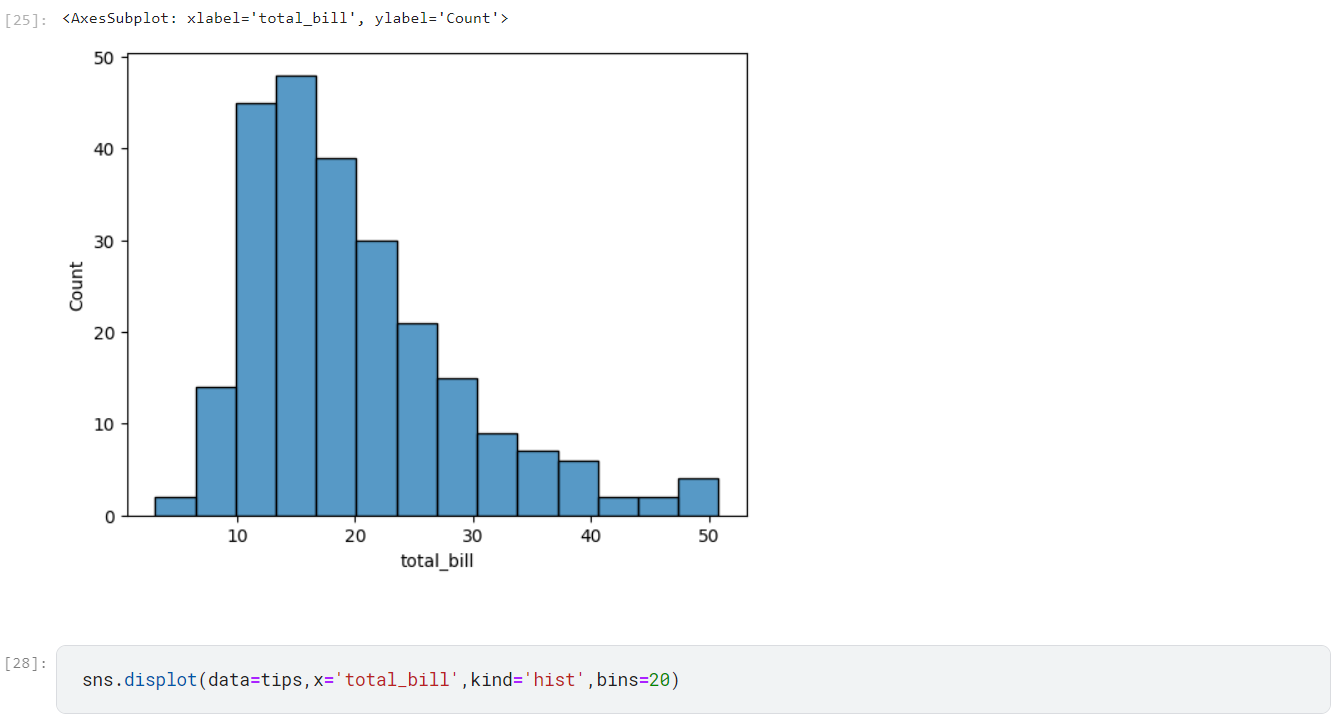 [25]: <AxesSubplot: xlabel='total_bill', ylabel='Count'>
50
40
30
20
10
0
Count
10 20 30 40 50
total_bill
[28]: sns.displot(data=tips,x='total_bill',kind='hist',bins=20)